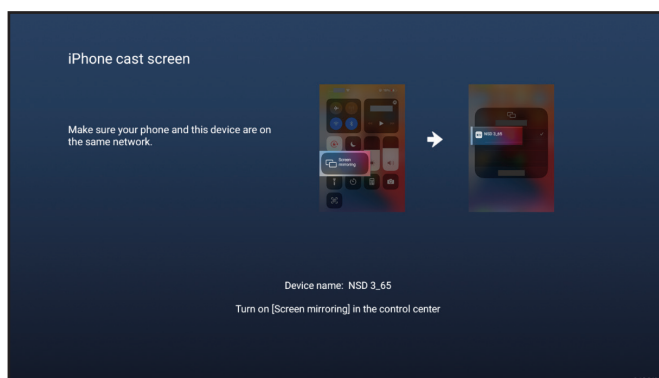 iPhone cast screen
Make sure your phone and this device are on
the same network.
Screen
mirroring
NSD 3_65
Device name: NSD 3_65
Turn on [Screen mirroring] in the control center